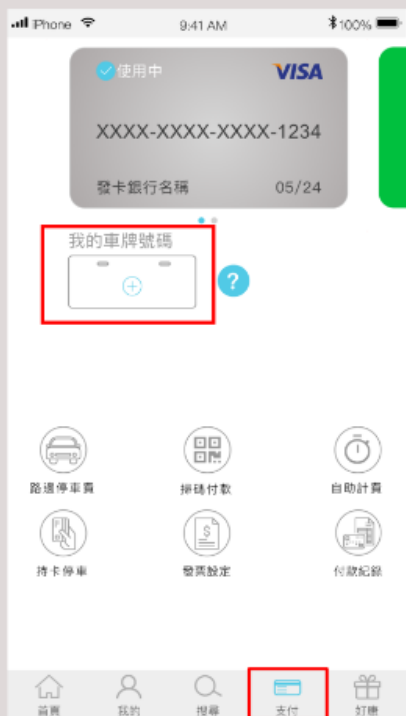 iPhone 9:41 AM 100%
使用中 VISA
XXXX-XXXX-XXXX-1234
發卡銀行名稱 05/24
我的車牌號碼
?
路邊停車費 掃碼付款 自助計費
持卡停車 發票設定 付款紀錄
首頁 我的 搜尋 支付 好康